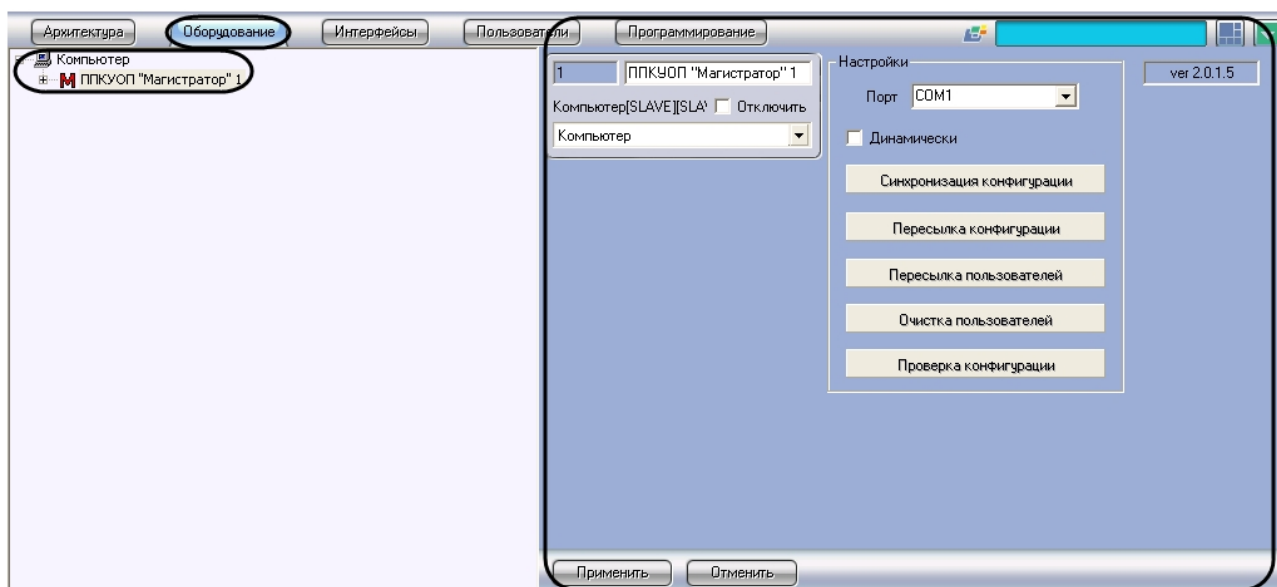 Архитектура Оборудование Интерфейсы Пользователи Программирование
Компьютер
ППКУОП "Магистратор" 1
1 ППКУОП "Магистратор" 1
Компьютер[SLAVE][SLA Отключить
Компьютер
Настройки
Порт COM1
Динамически
Синхронизация конфигурации
Пересылка конфигурации
Пересылка пользователей
Очистка пользователей
Проверка конфигурации
ver 2.0.1.5
Применить Отменить